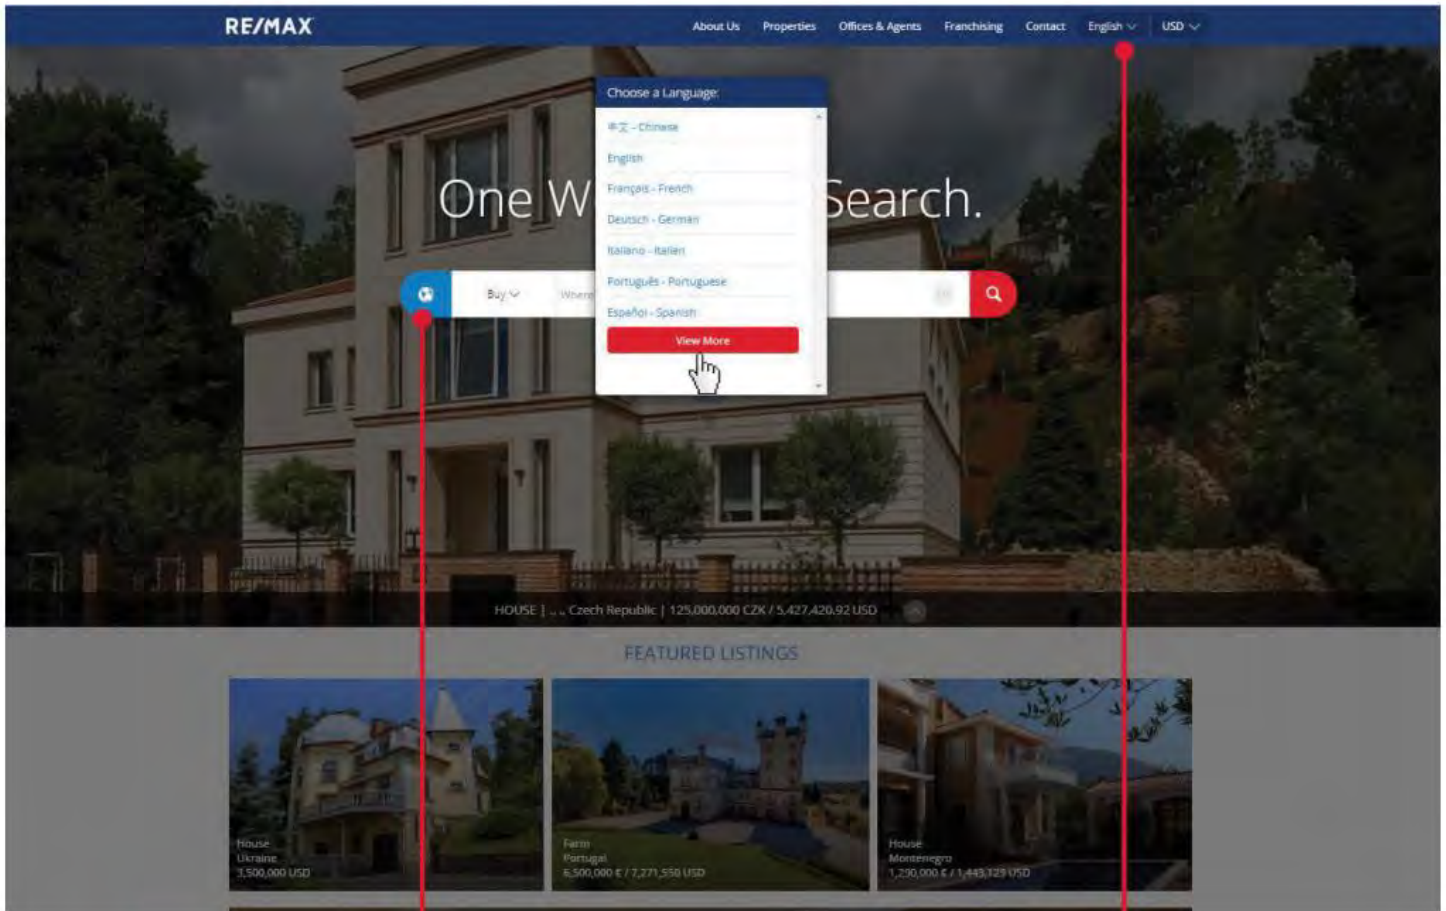 RE/MAX
About Us Properties Offices & Agents Franchising Contact English USD
Choose a Language:
中文 - Chinese
English
Français - French
Deutsch - German
Italiano - Italian
Português - Portuguese
Español - Spanish
View More
One W
Search.
Buy
Where
HOUSE | .. .. Czech Republic | 125,000,000 CZK / 5,427,420.92 USD
FEATURED LISTINGS
House
Ukraine
3,500,000 USD
Farm
Portugal
6,500,000 € / 7,271,550 USD
House
Montenegro
1,290,000 € / 1,443,123 USD